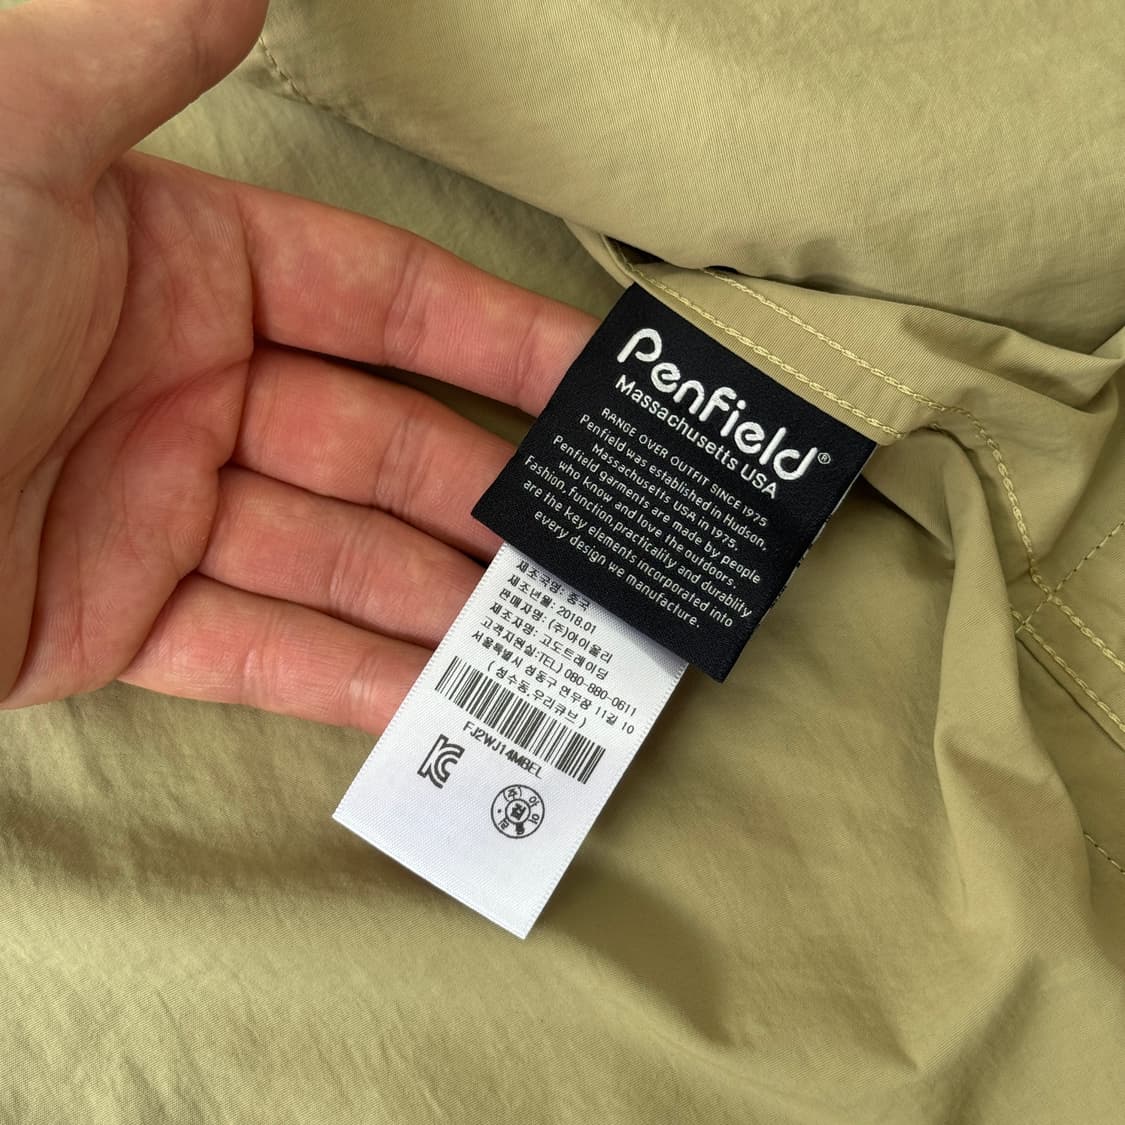 Penfield®
Massachusetts USA
RANGE OVER OUTFIT SINCE 1975
Penfield was established in Hudson,
Massachusetts USA in 1975.
Penfield garments are made by people
who know and love the outdoors.
Fashion, function, practicality and durability
are the key elements incorporated into
every design we manufacture.
제조국명: 중국
제조년월: 2018.01
판매자명: (주)아이올리
제조자명: 고도트레이딩
고객지원실:TEL) 080-880-0611
서울특별시 성동구 연무장 11길 10
(성수동,우리큐브)
FJ2WJ14MBEL